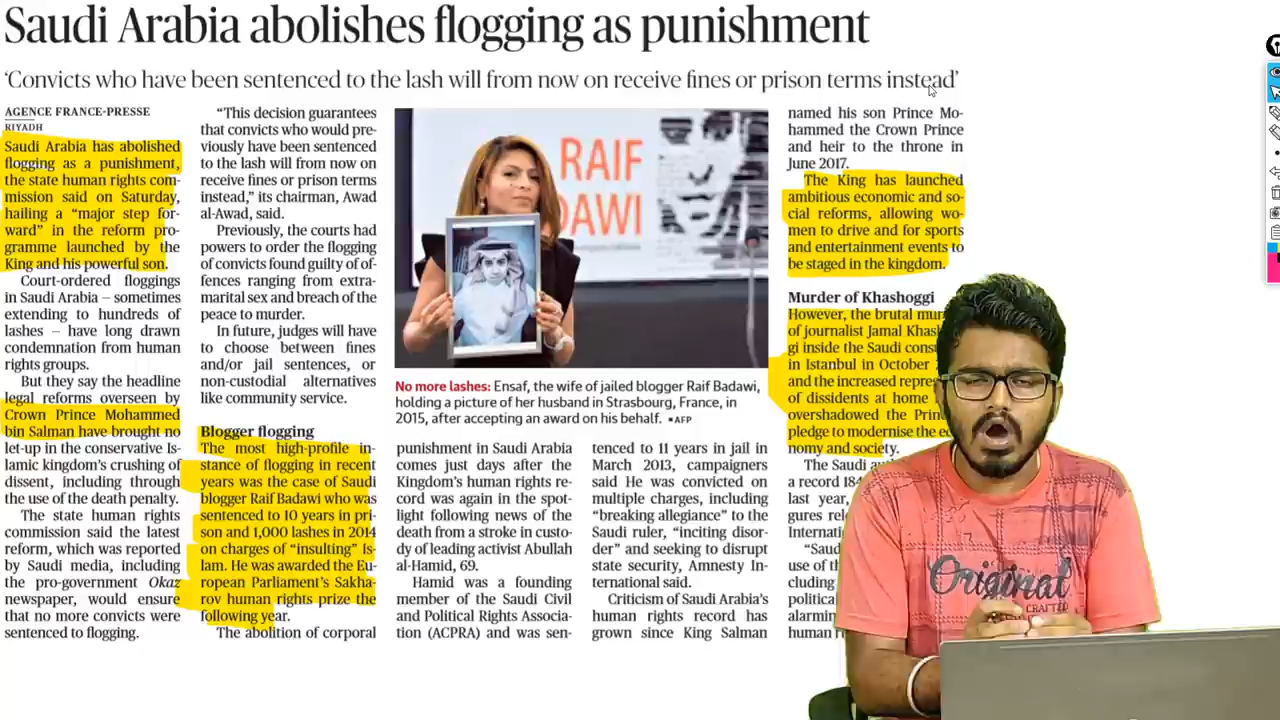 Saudi Arabia abolishes flogging as punishment
‘Convicts who have been sentenced to the lash will from now on receive fines or prison terms instead’
AGENCE FRANCE-PRESSE
RIYADH
Saudi Arabia has abolished
flogging as a punishment,
the state human rights com-
mission said on Saturday,
hailing a “major step for-
ward” in the reform pro-
gramme launched by the
King and his powerful son.
Court-ordered floggings
in Saudi Arabia – sometimes
extending to hundreds of
lashes – have long drawn
condemnation from human
rights groups.
But they say the headline
legal reforms overseen by
Crown Prince Mohammed
bin Salman have brought no
let-up in the conservative Is-
lamic kingdom’s crushing of
dissent, including through
the use of the death penalty.
The state human rights
commission said the latest
reform, which was reported
by Saudi media, including
the pro-government Okaz
newspaper, would ensure
that no more convicts were
sentenced to flogging.
“This decision guarantees
that convicts who would pre-
viously have been sentenced
to the lash will from now on
receive fines or prison terms
instead,” its chairman, Awad
al-Awad, said.
Previously, the courts had
powers to order the flogging
of convicts found guilty of of-
fences ranging from extra-
marital sex and breach of the
peace to murder.
In future, judges will have
to choose between fines
and/or jail sentences, or
non-custodial alternatives
like community service.
Blogger flogging
The most high-profile in-
stance of flogging in recent
years was the case of Saudi
blogger Raif Badawi who was
sentenced to 10 years in pri-
son and 1,000 lashes in 2014
on charges of “insulting” Is-
lam. He was awarded the Eu-
ropean Parliament’s Sakha-
rov human rights prize the
following year.
The abolition of corporal
RAIF
DAWI
No more lashes: Ensaf, the wife of jailed blogger Raif Badawi,
holding a picture of her husband in Strasbourg, France, in
2015, after accepting an award on his behalf. ▪AFP
punishment in Saudi Arabia
comes just days after the
Kingdom’s human rights re-
cord was again in the spot-
light following news of the
death from a stroke in custo-
dy of leading activist Abullah
al-Hamid, 69.
Hamid was a founding
member of the Saudi Civil
and Political Rights Associa-
tion (ACPRA) and was sen-
tenced to 11 years in jail in
March 2013, campaigners
said He was convicted on
multiple charges, including
“breaking allegiance” to the
Saudi ruler, “inciting disor-
der” and seeking to disrupt
state security, Amnesty In-
ternational said.
Criticism of Saudi Arabia’s
human rights record has
grown since King Salman
named his son Prince Mo-
hammed the Crown Prince
and heir to the throne in
June 2017.
The King has launched
ambitious economic and so-
cial reforms, allowing wo-
men to drive and for sports
and entertainment events to
be staged in the kingdom.
Murder of Khashoggi
However, the brutal mur
of journalist Jamal Khash
gi inside the Saudi cons
in Istanbul in October
and the increased repre
of dissidents at home
overshadowed the Prin
pledge to modernise the ec
nomy and society.
The Saudi au
a record 184
last year,
gures rel
Internati
“Saud
use of t
cluding
political
alarmin
human r
Original
CRAFTED